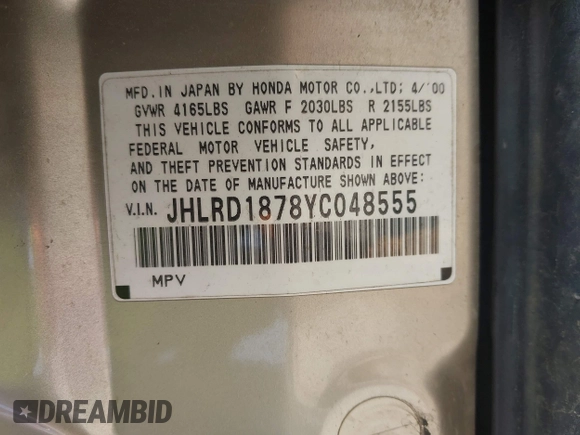 MFD. IN JAPAN BY HONDA MOTOR CO.,LTD; 4/'00
GVWR 4165LBS GAWR F 2030LBS R 2155LBS
THIS VEHICLE CONFORMS TO ALL APPLICABLE
FEDERAL MOTOR VEHICLE SAFETY,
AND THEFT PREVENTION STANDARDS IN EFFECT
ON THE DATE OF MANUFACTURE SHOWN ABOVE:
V.I.N. JHLRD1878YC048555
MPV
DREAMBID